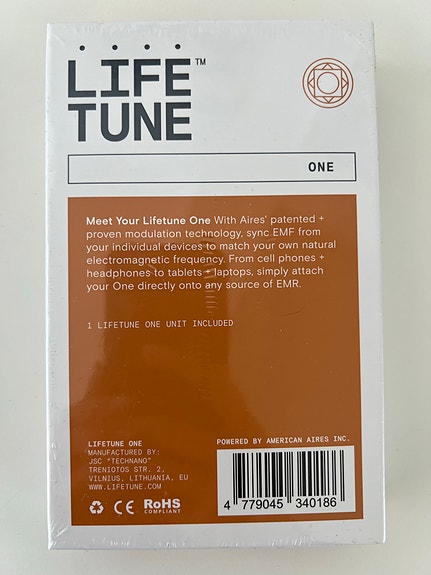 LIFE™
TUNE
ONE
Meet Your Lifetune One With Aires' patented +
proven modulation technology, sync EMF from
your individual devices to match your own natural
electromagnetic frequency. From cell phones +
headphones to tablets + laptops, simply attach
your One directly onto any source of EMR.
1 LIFETUNE ONE UNIT INCLUDED
LIFETUNE ONE
MANUFACTURED BY:
JSC "TECHNANO"
TRENIOTOS STR. 2,
VILNIUS, LITHUANIA, EU
WWW.LIFETUNE.COM
CE RoHS
COMPLIANT
POWERED BY AMERICAN AIRES INC.
4 779045 340186